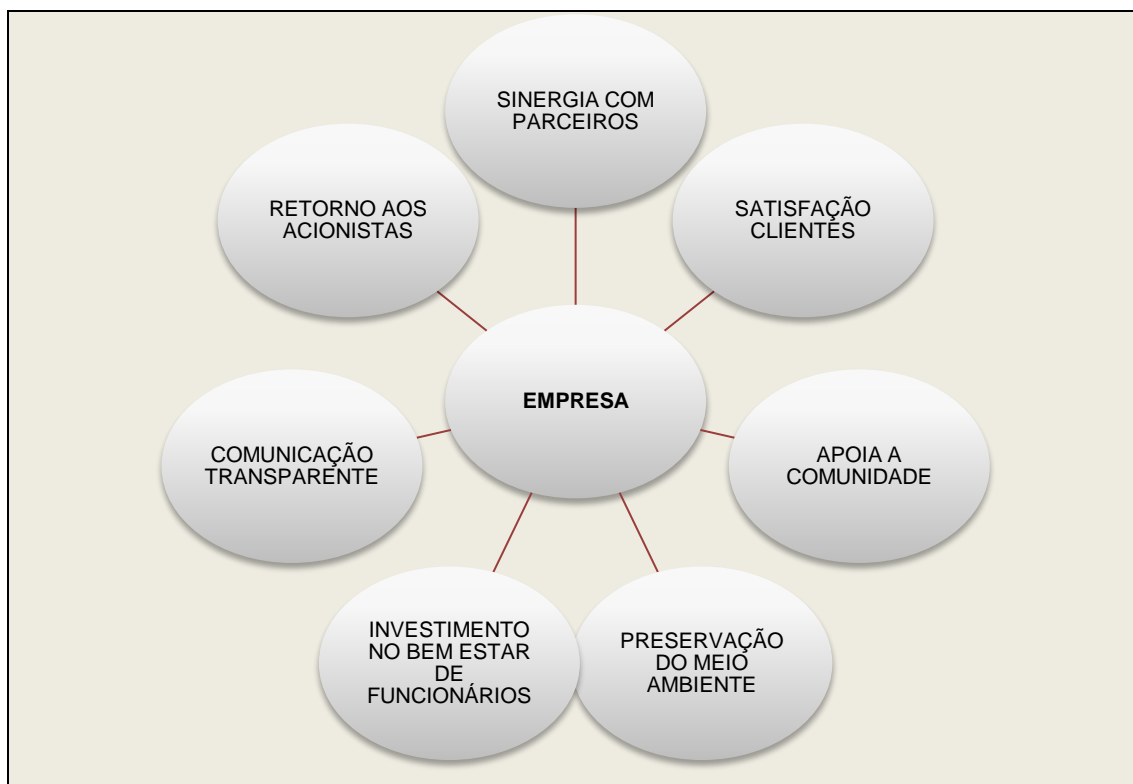 SINERGIA COM
PARCEIROS
SATISFAÇÃO
CLIENTES
APOIA A
COMUNIDADE
PRESERVAÇÃO
DO MEIO
AMBIENTE
INVESTIMENTO
NO BEM ESTAR
DE
FUNCIONÁRIOS
COMUNICAÇÃO
TRANSPARENTE
RETORNO AOS
ACIONISTAS
EMPRESA